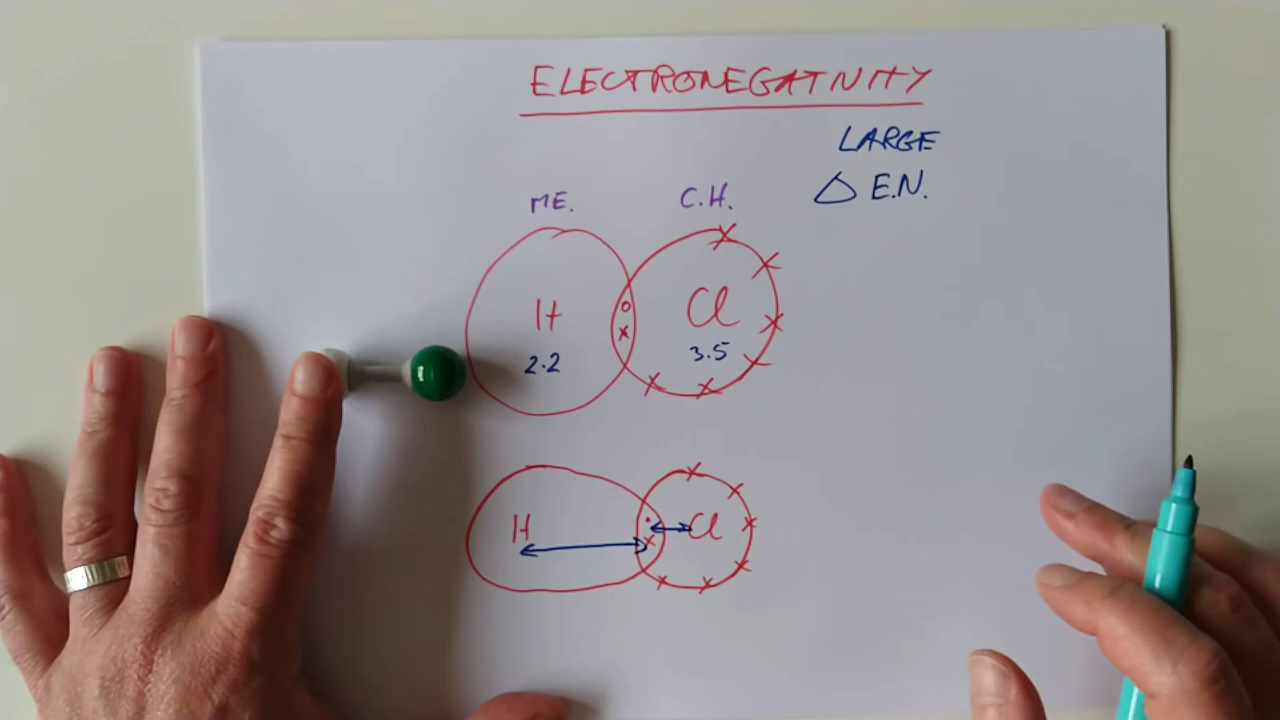 ELECTRONEGATIVITY
LARGE
△ E.N.
ME. C.H.
H Cl
2.2 3.5
H Cl